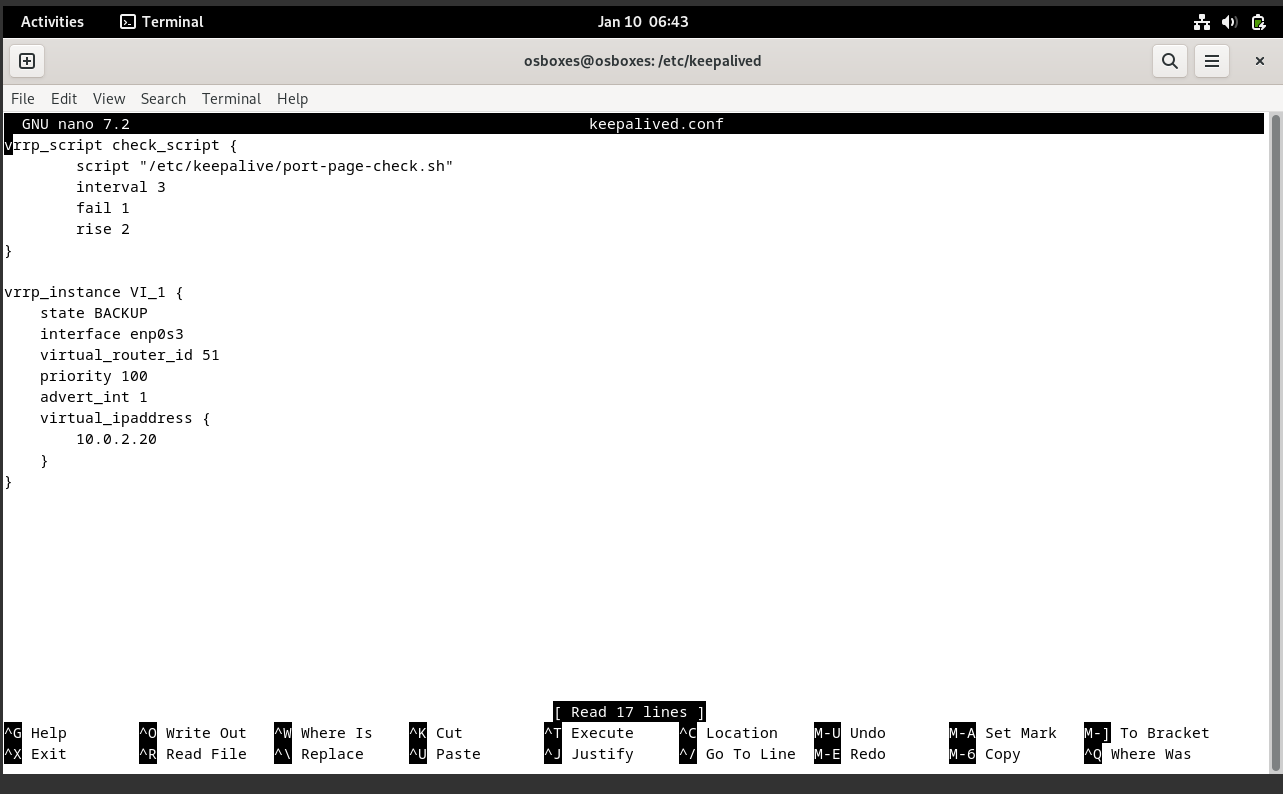 Activities Terminal Jan 10 06:43
osboxes@osboxes: /etc/keepalived
File Edit View Search Terminal Help
GNU nano 7.2 keepalived.conf
vrrp_script check_script {
        script "/etc/keepalive/port-page-check.sh"
        interval 3
        fail 1
        rise 2
}

vrrp_instance VI_1 {
    state BACKUP
    interface enp0s3
    virtual_router_id 51
    priority 100
    advert_int 1
    virtual_ipaddress {
        10.0.2.20
    }
}
[ Read 17 lines ]
^G Help ^O Write Out ^W Where Is ^K Cut ^T Execute ^C Location M-U Undo M-A Set Mark M-] To Bracket
^X Exit ^R Read File ^\ Replace ^U Paste ^J Justify ^/ Go To Line M-E Redo M-6 Copy ^Q Where Was